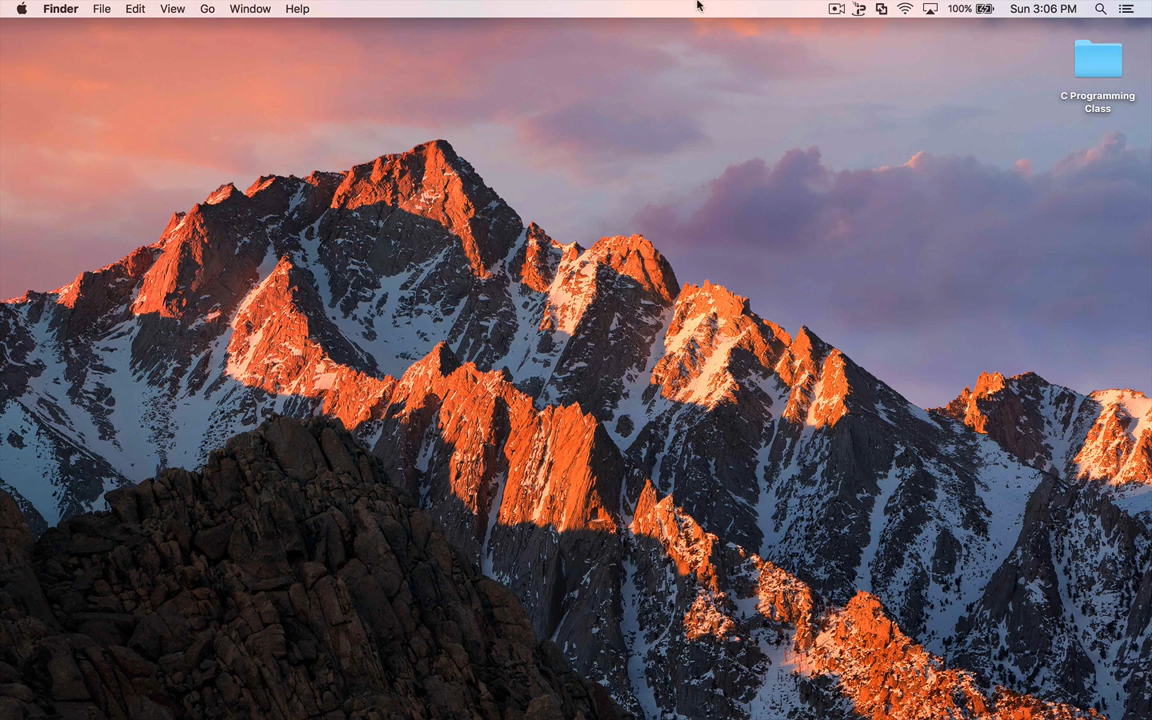 Finder File Edit View Go Window Help 100% Sun 3:06 PM
C Programming
Class